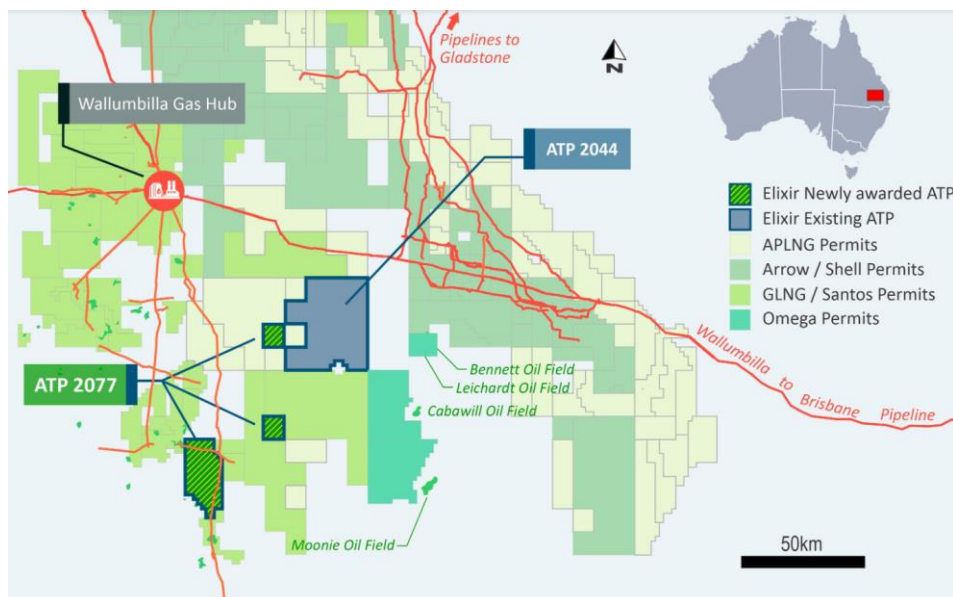 Pipelines to
Gladstone
N
Wallumbilla Gas Hub
ATP 2044
Elixir Newly awarded ATP
Elixir Existing ATP
APLNG Permits
Arrow / Shell Permits
GLNG / Santos Permits
Omega Permits
Bennett Oil Field
Leichardt Oil Field
Wallumbilla to Brisbane Pipeline
ATP 2077
Cabawill Oil Field
Moonie Oil Field
50km